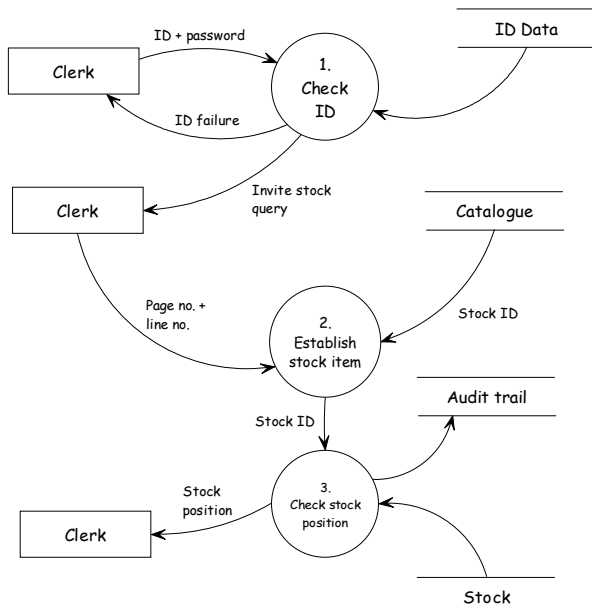 ID + password
ID Data
Clerk
1.
Check
ID
ID failure
Clerk
Invite stock
query
Catalogue
Page no. +
line no.
2.
Establish
stock item
Stock ID
Stock ID
Audit trail
Stock
position
3.
Check stock
position
Clerk
Stock